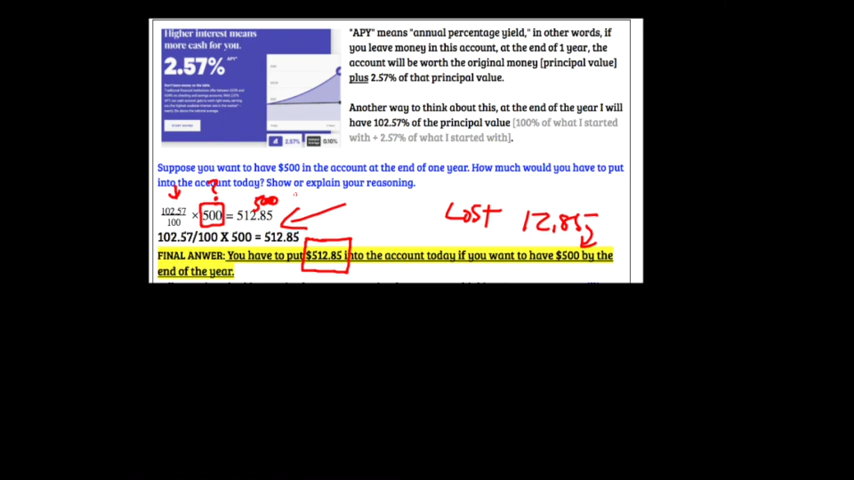 Higher interest means
more cash for you.
2.57% APY*
START SAVING
2.57%
0.10%
"APY" means "annual percentage yield," in other words, if
you leave money in this account, at the end of 1 year, the
account will be worth the original money [principal value]
plus 2.57% of that principal value.
Another way to think about this, at the end of the year I will
have 102.57% of the principal value [100% of what I started
with + 2.57% of what I started with].
Suppose you want to have $500 in the account at the end of one year. How much would you have to put
into the account today? Show or explain your reasoning.
?
500
102.57/100 × 500 = 512.85
Lost 12.85
102.57/100 X 500 = 512.85
FINAL ANWER: You have to put $512.85 into the account today if you want to have $500 by the
end of the year.